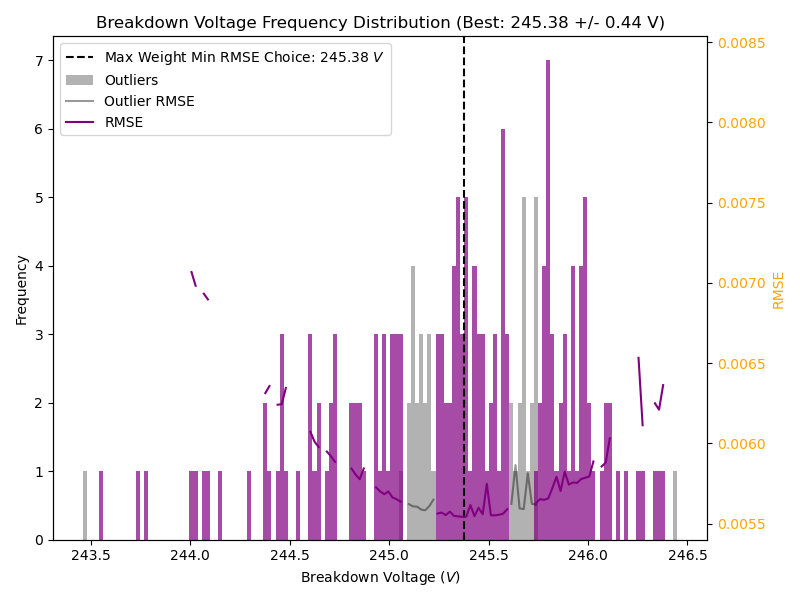 Breakdown Voltage Frequency Distribution (Best: 245.38 +/- 0.44 V)
Max Weight Min RMSE Choice: 245.38 V
Outliers
Outlier RMSE
RMSE
Frequency
7
6
5
4
3
2
1
0
0.0085
0.0080
0.0075
0.0070
0.0065
0.0060
0.0055
RMSE
243.5 244.0 244.5 245.0 245.5 246.0 246.5
Breakdown Voltage (V)